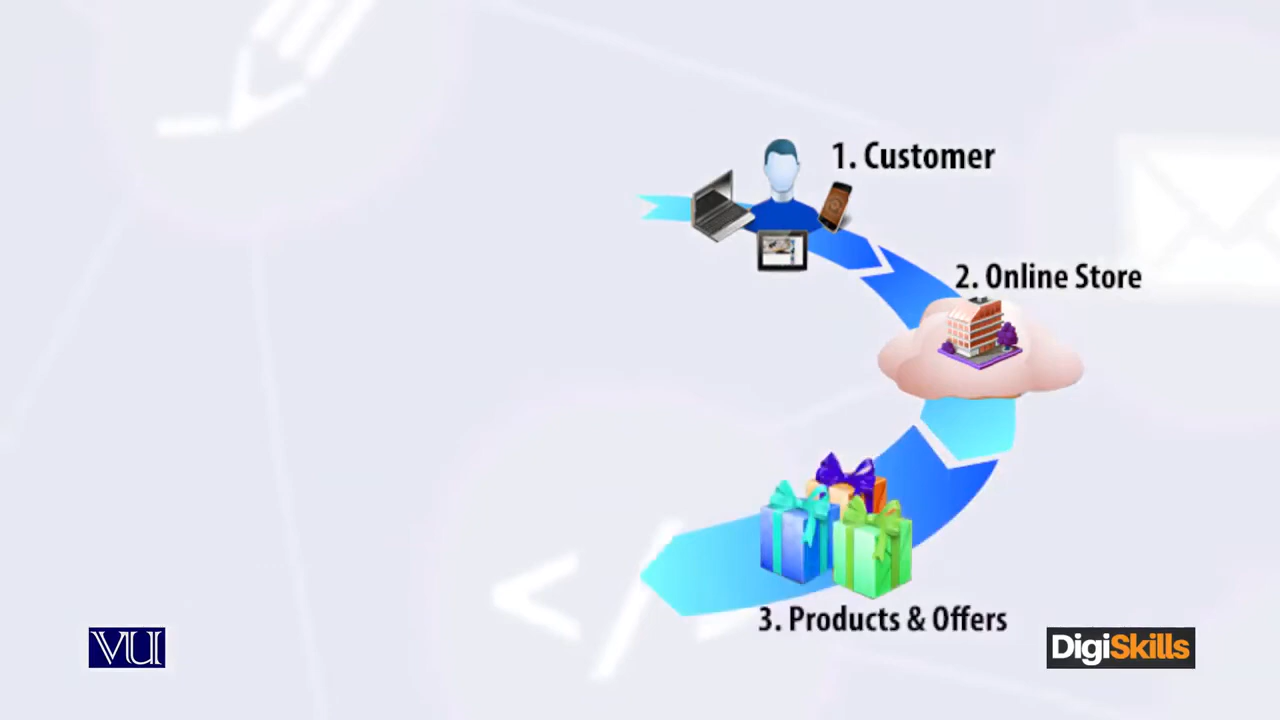 1. Customer
2. Online Store
3. Products & Offers
VU
DigiSkills